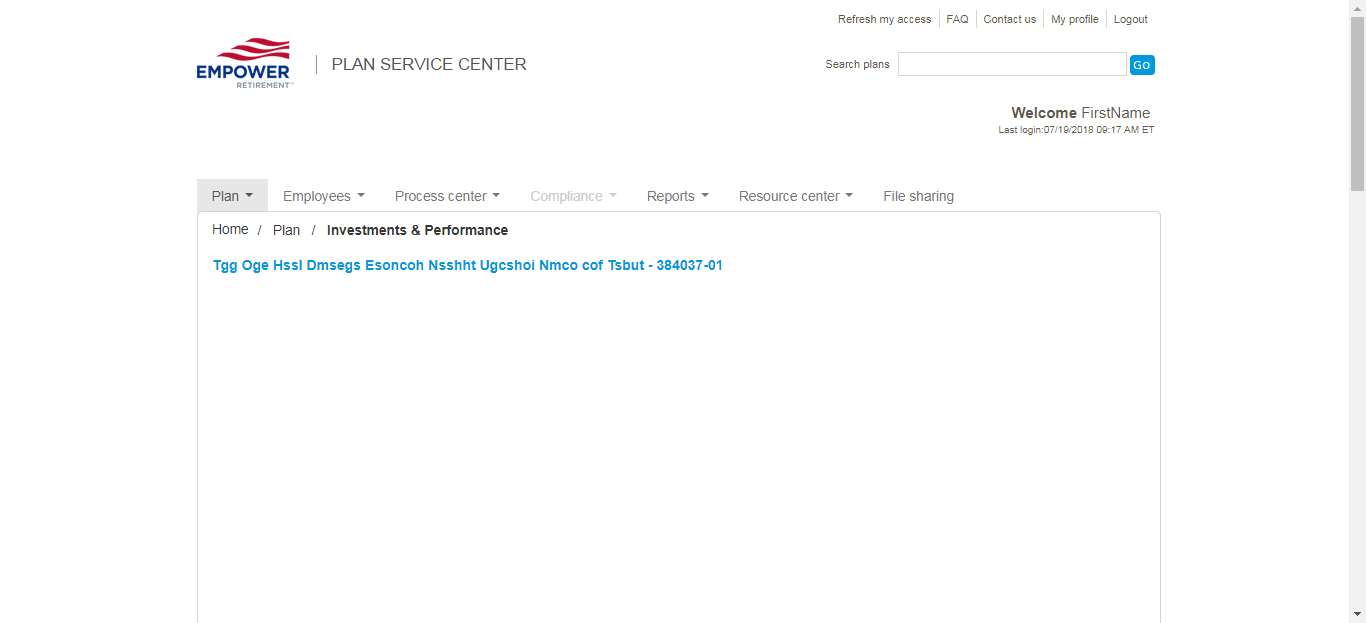 Refresh my access FAQ Contact us My profile Logout
EMPOWER
RETIREMENT™
PLAN SERVICE CENTER
Search plans GO
Welcome FirstName
Last login:07/19/2018 09:17 AM ET
Plan Employees Process center Compliance Reports Resource center File sharing
Home / Plan / Investments & Performance
Tgg Oge Hssl Dmsegs Esoncoh Nsshht Ugcshoi Nmco cof Tsbut - 384037-01